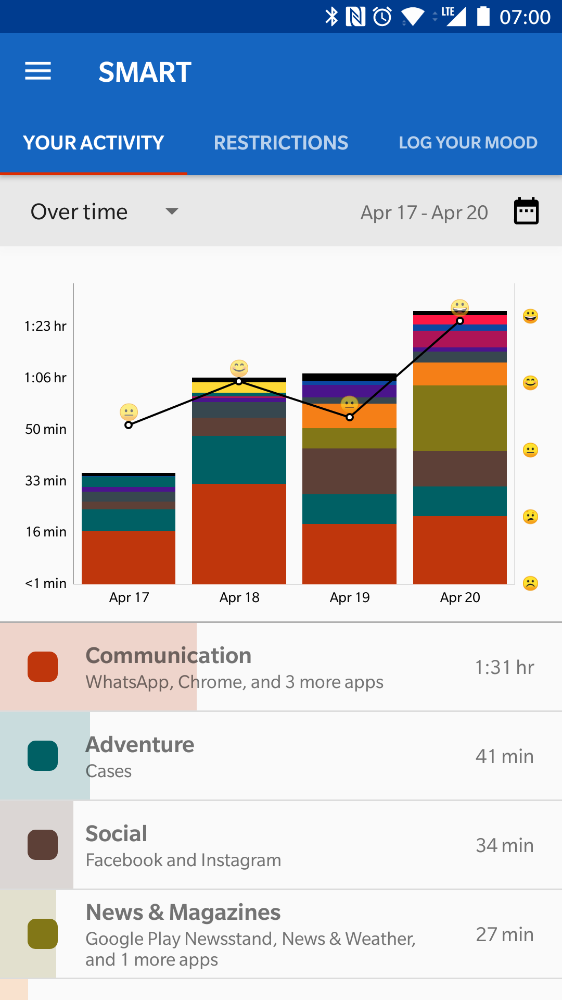 LTE 07:00
SMART
YOUR ACTIVITY RESTRICTIONS LOG YOUR MOOD
Over time Apr 17 - Apr 20
1:23 hr
1:06 hr
50 min
33 min
16 min
<1 min
Apr 17 Apr 18 Apr 19 Apr 20
Communication
WhatsApp, Chrome, and 3 more apps
1:31 hr
Adventure
Cases
41 min
Social
Facebook and Instagram
34 min
News & Magazines
Google Play Newsstand, News & Weather,
and 1 more apps
27 min